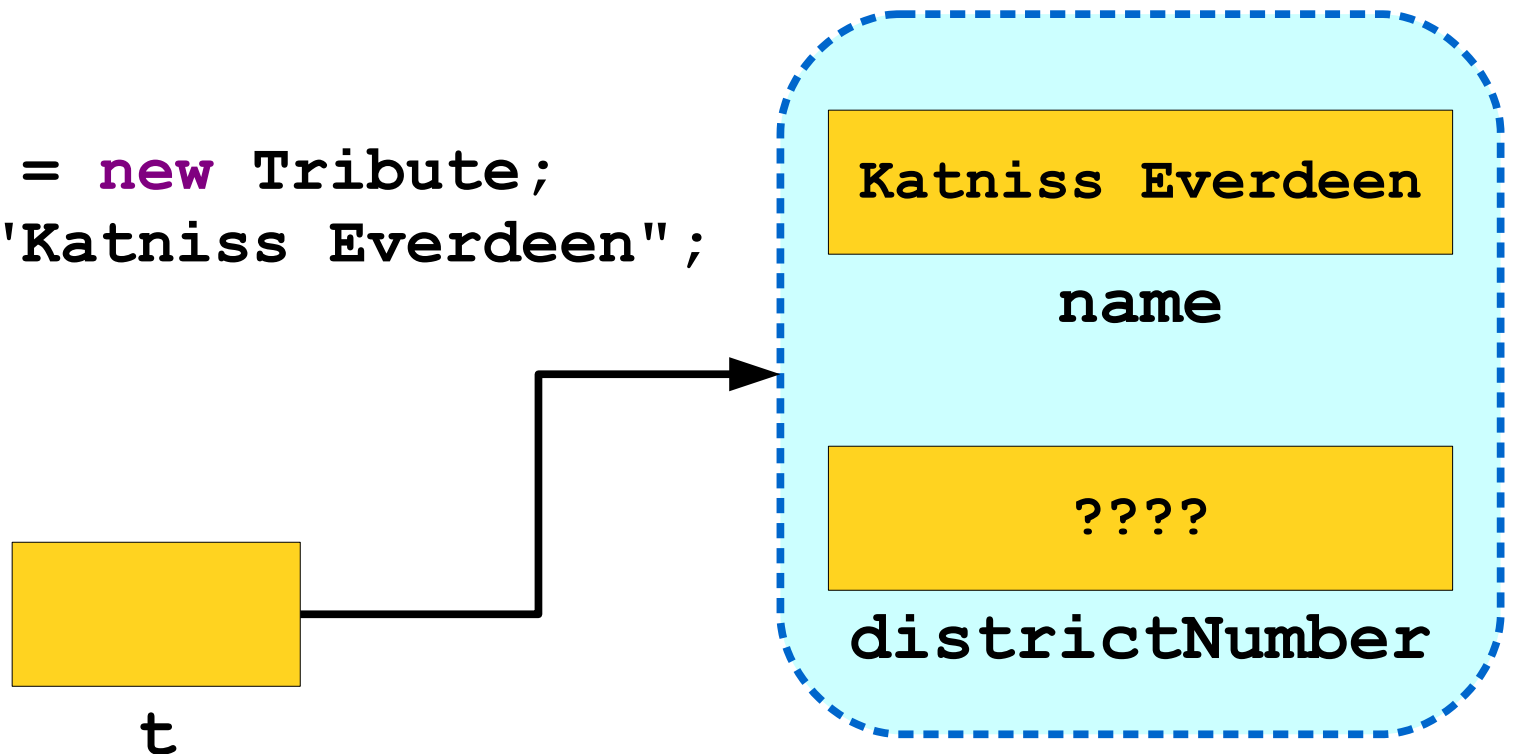 = new Tribute;
"Katniss Everdeen";
Katniss Everdeen
name
????
districtNumber
t